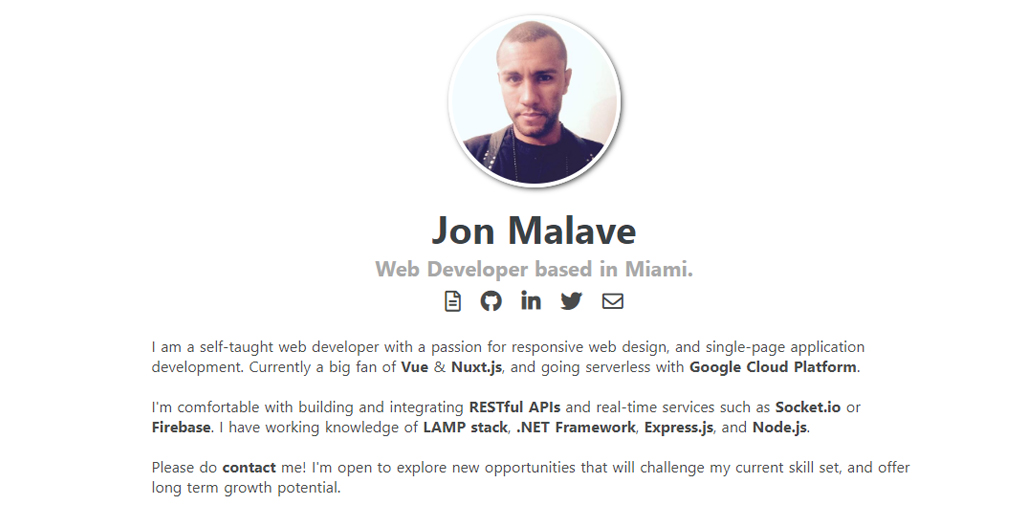 Jon Malave
Web Developer based in Miami.
I am a self-taught web developer with a passion for responsive web design, and single-page application
development. Currently a big fan of Vue & Nuxt.js, and going serverless with Google Cloud Platform.
I'm comfortable with building and integrating RESTful APIs and real-time services such as Socket.io or
Firebase. I have working knowledge of LAMP stack, .NET Framework, Express.js, and Node.js.
Please do contact me! I'm open to explore new opportunities that will challenge my current skill set, and offer
long term growth potential.